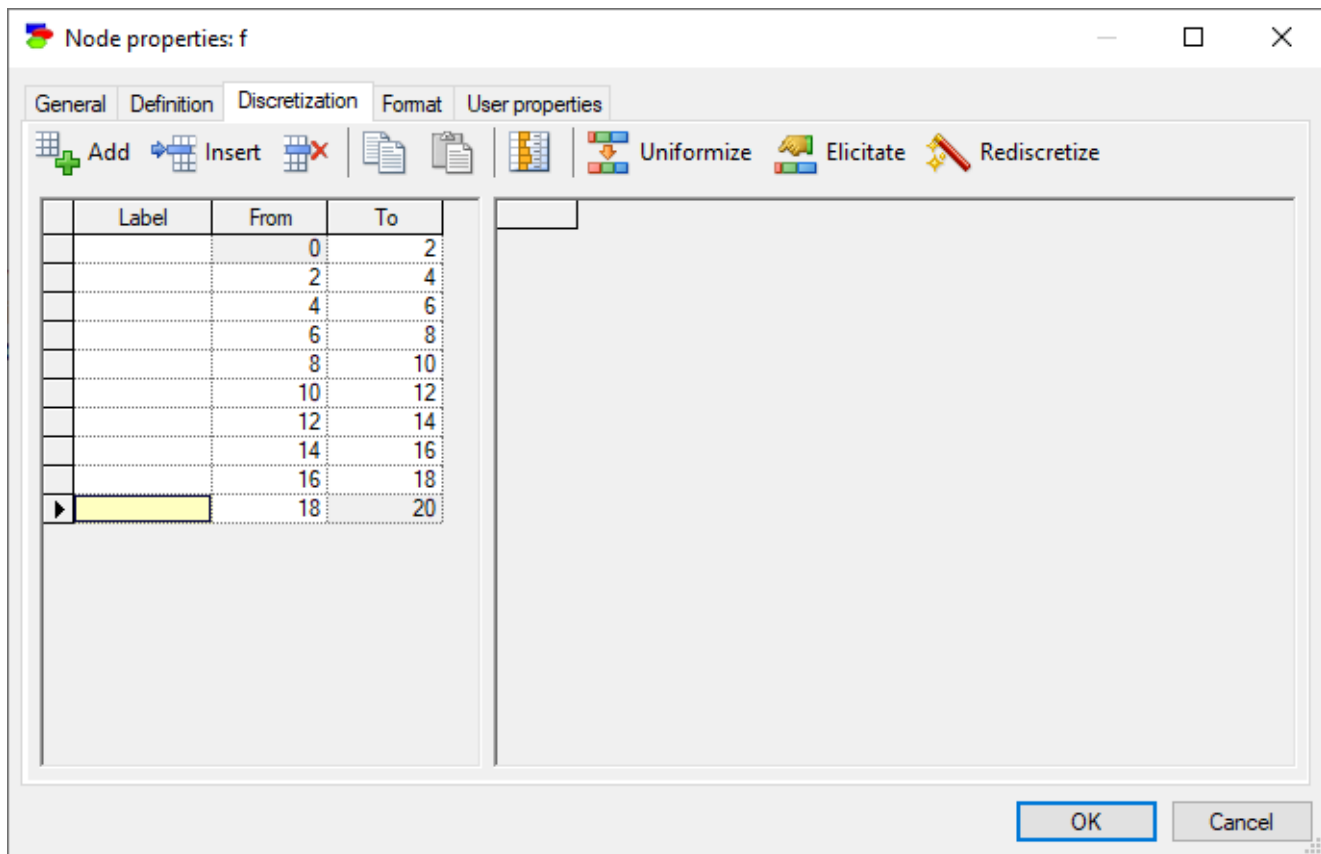 Node properties: f
General Definition Discretization Format User properties
Add Insert Uniformize Elicitate Rediscretize
Label From To
0 2
2 4
4 6
6 8
8 10
10 12
12 14
14 16
16 18
18 20
OK Cancel